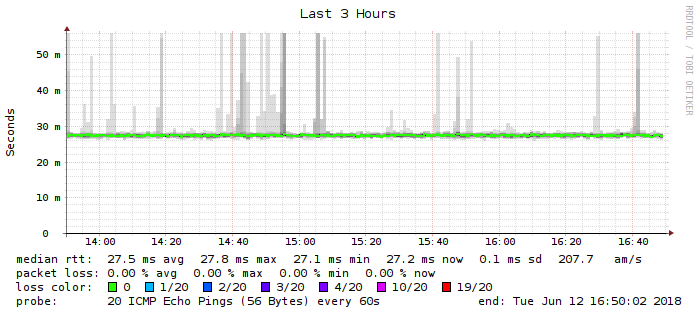 Last 3 Hours
RRDTOOL / TOBI OETIKER
Seconds
50 m
40 m
30 m
20 m
10 m
0
14:00 14:20 14:40 15:00 15:20 15:40 16:00 16:20 16:40
median rtt: 27.5 ms avg 27.8 ms max 27.1 ms min 27.2 ms now 0.1 ms sd 207.7 am/s
packet loss: 0.00 % avg 0.00 % max 0.00 % min 0.00 % now
loss color: 0 1/20 2/20 3/20 4/20 10/20 19/20
probe: 20 ICMP Echo Pings (56 Bytes) every 60s end: Tue Jun 12 16:50:02 2018